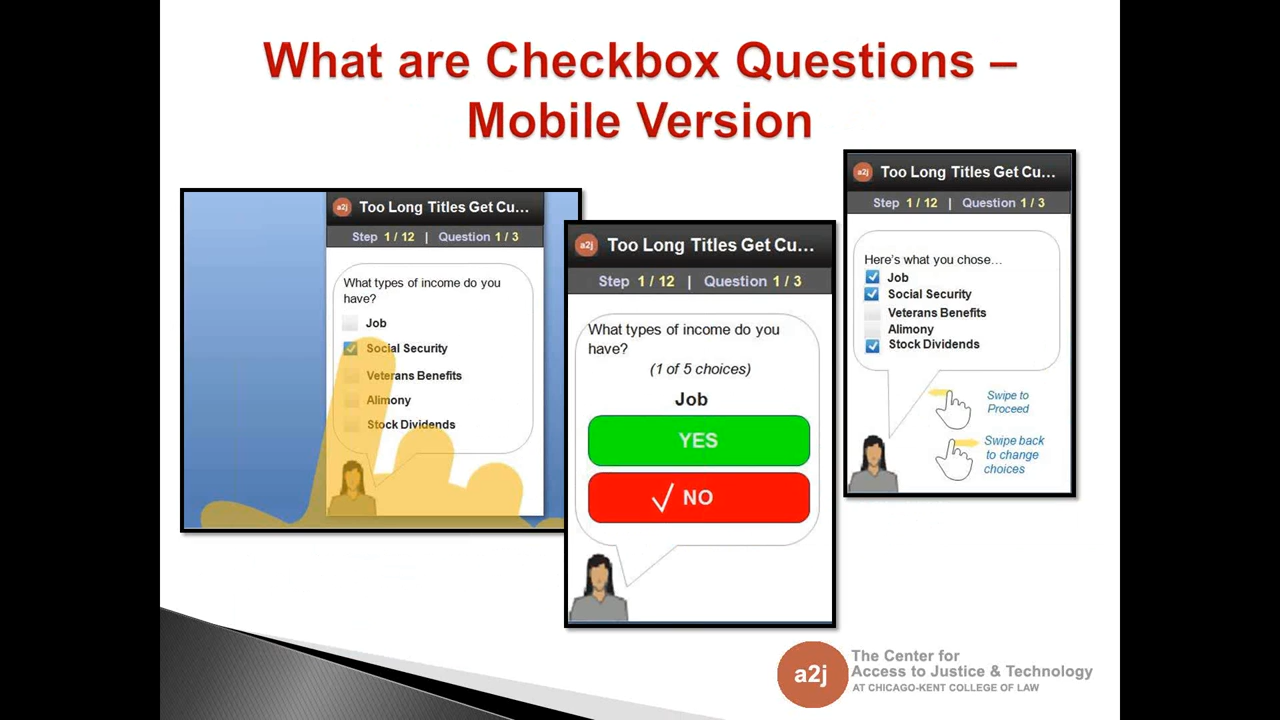 What are Checkbox Questions –
Mobile Version
a2j Too Long Titles Get Cu...
Step 1 / 12 | Question 1 / 3
What types of income do you
have?
Job
Social Security
Veterans Benefits
Alimony
Stock Dividends
a2j Too Long Titles Get Cu...
Step 1 / 12 | Question 1 / 3
What types of income do you
have?
(1 of 5 choices)
Job
YES
NO
a2j Too Long Titles Get Cu...
Step 1 / 12 | Question 1 / 3
Here's what you chose...
Job
Social Security
Veterans Benefits
Alimony
Stock Dividends
Swipe to
Proceed
Swipe back
to change
choices
a2j
The Center for
Access to Justice & Technology
AT CHICAGO-KENT COLLEGE OF LAW